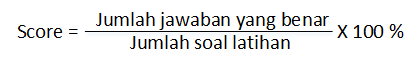 Jumlah jawaban yang benar
Score = X 100 %
Jumlah soal latihan